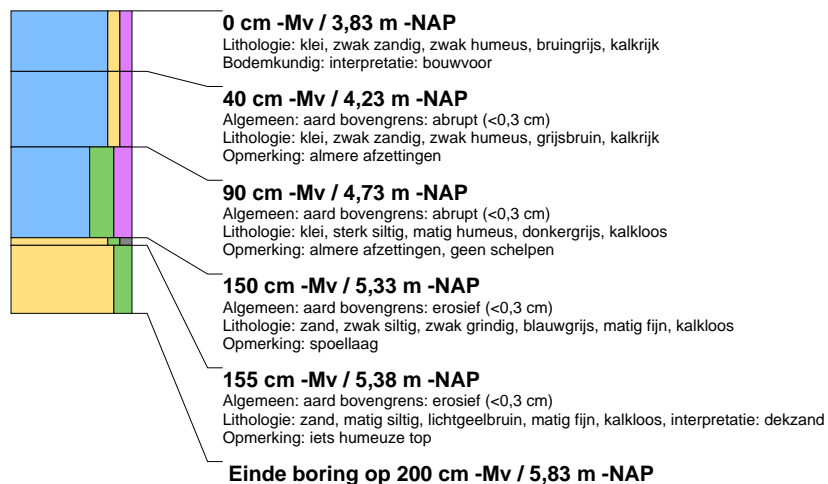 0 cm -Mv / 3,83 m -NAP
Lithologie: klei, zwak zandig, zwak humeus, bruingrijs, kalkrijk
Bodemkundig: interpretatie: bouwvoor
40 cm -Mv / 4,23 m -NAP
Algemeen: aard bovengrens: abrupt (<0,3 cm)
Lithologie: klei, zwak zandig, zwak humeus, grijsbruin, kalkrijk
Opmerking: almere afzettingen
90 cm -Mv / 4,73 m -NAP
Algemeen: aard bovengrens: abrupt (<0,3 cm)
Lithologie: klei, sterk siltig, matig humeus, donkergrijs, kalkloos
Opmerking: almere afzettingen, geen schelpen
150 cm -Mv / 5,33 m -NAP
Algemeen: aard bovengrens: erosief (<0,3 cm)
Lithologie: zand, zwak siltig, zwak grindig, blauwgrijs, matig fijn, kalkloos
Opmerking: spoellaag
155 cm -Mv / 5,38 m -NAP
Algemeen: aard bovengrens: erosief (<0,3 cm)
Lithologie: zand, matig siltig, lichtgeelbruin, matig fijn, kalkloos, interpretatie: dekzand
Opmerking: iets humeuze top
Einde boring op 200 cm -Mv / 5,83 m -NAP